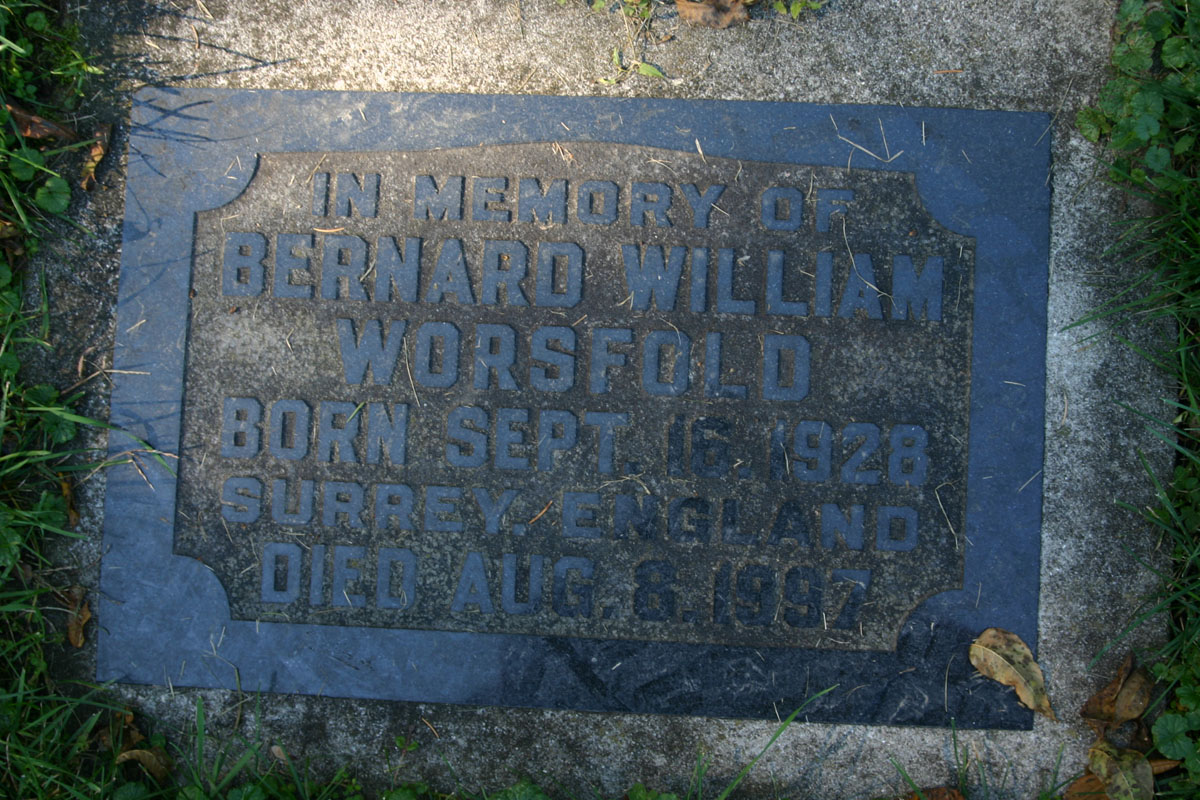 IN MEMORY OF
BERNARD WILLIAM
WORSFOLD
BORN SEPT. 16. 1928
SURREY. ENGLAND
DIED AUG. 8. 1997